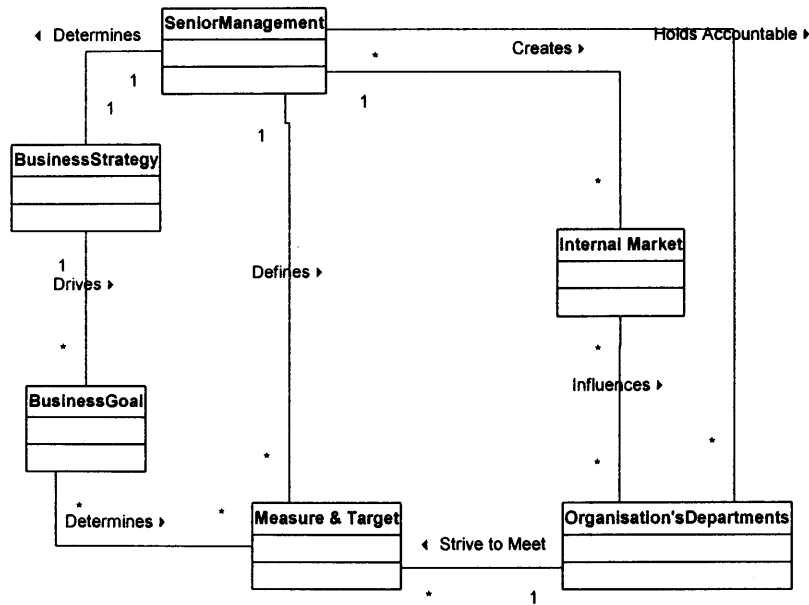 SeniorManagement
◂ Determines
Holds Accountable ▸
*
Creates ▸
1
1
1
1
BusinessStrategy
*
Internal Market
1
Drives ▸
Defines ▸
*
*
Influences ▸
BusinessGoal
*
*
*
*
*
Determines ▸
Measure & Target
Organisation'sDepartments
◂ Strive to Meet
*
1